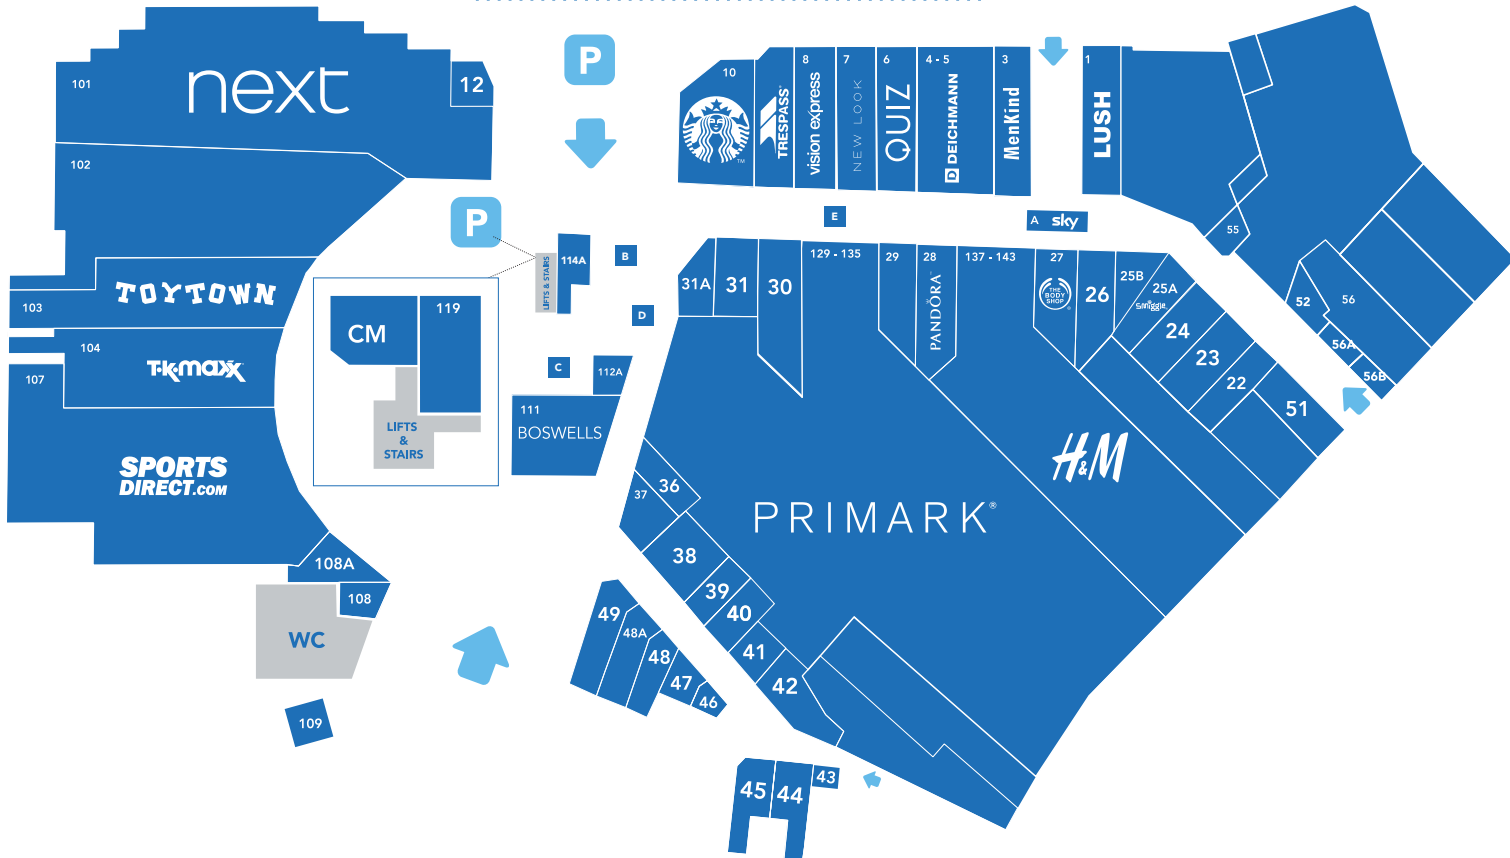 P
101
next
12
102
103
TOYTOWN
104
T·K·maxx
107
SPORTS
DIRECT.com
108A
108
WC
109
P
LIFTS & STAIRS
114A
CM
119
LIFTS
&
STAIRS
B
D
C
112A
111
BOSWELLS
10
TM
TRESPASS
8
vision express
7
NEW LOOK
6
QUIZ
4 - 5
D DEICHMANN
3
MenKind
1
LUSH
E
A sky
55
52
56
56A
56B
31A
31
30
129 - 135
29
28
PANDÓRA
137 - 143
27
THE
BODY
SHOP
®
26
25B
25A
Smiggle
24
23
22
51
H&M
PRIMARK®
36
37
38
39
40
41
42
49
48A
48
47
46
45
44
43